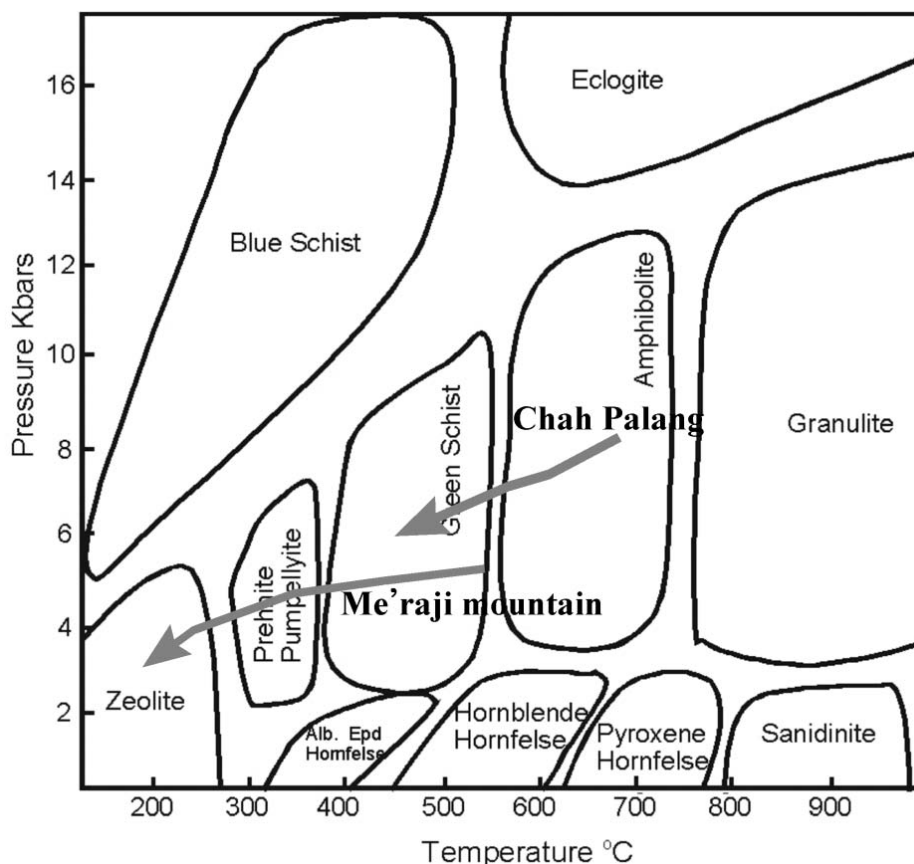 Pressure Kbars
16
14
12
10
8
6
4
2
Eclogite
Blue Schist
Amphibolite
Granulite
Green Schist
Chah Palang
Prehnite
Pumpellyite
Me’raji mountain
Zeolite
Alb. Epd
Hornfelse
Hornblende
Hornfelse
Pyroxene
Hornfelse
Sanidinite
200 300 400 500 600 700 800 900
Temperature °C